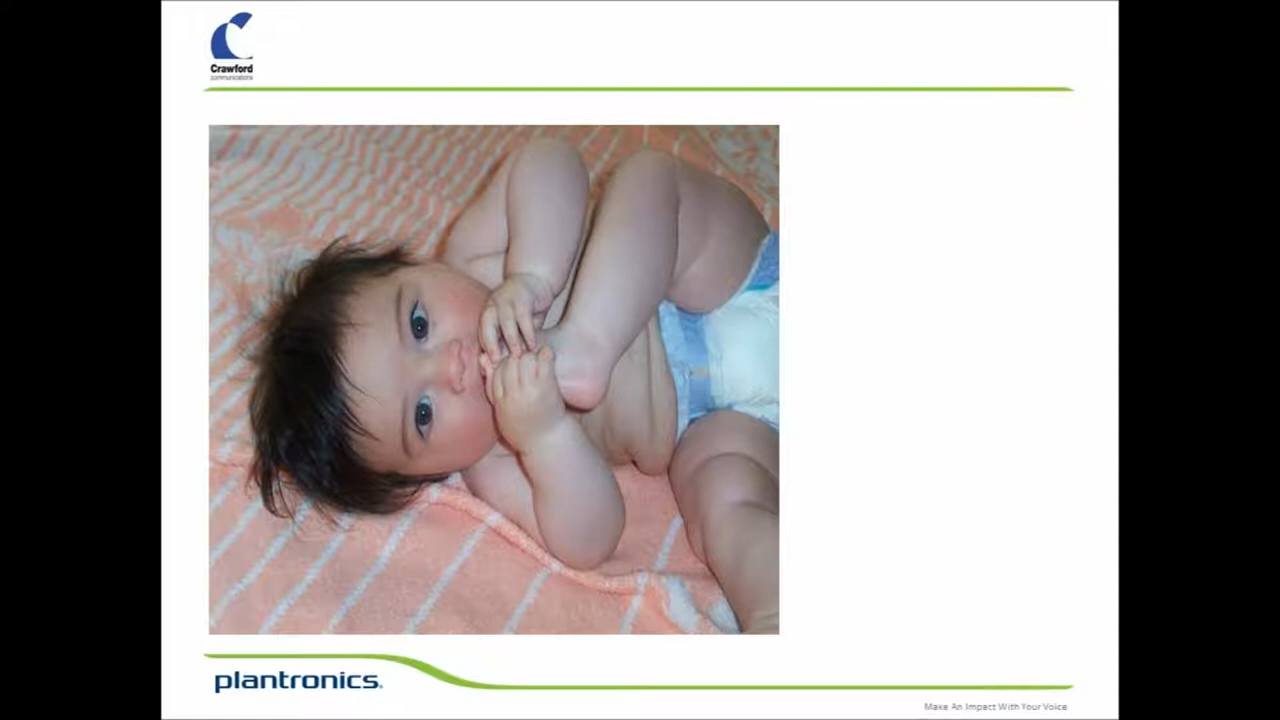 Crawford
communications
plantronics®
Make An Impact With Your Voice